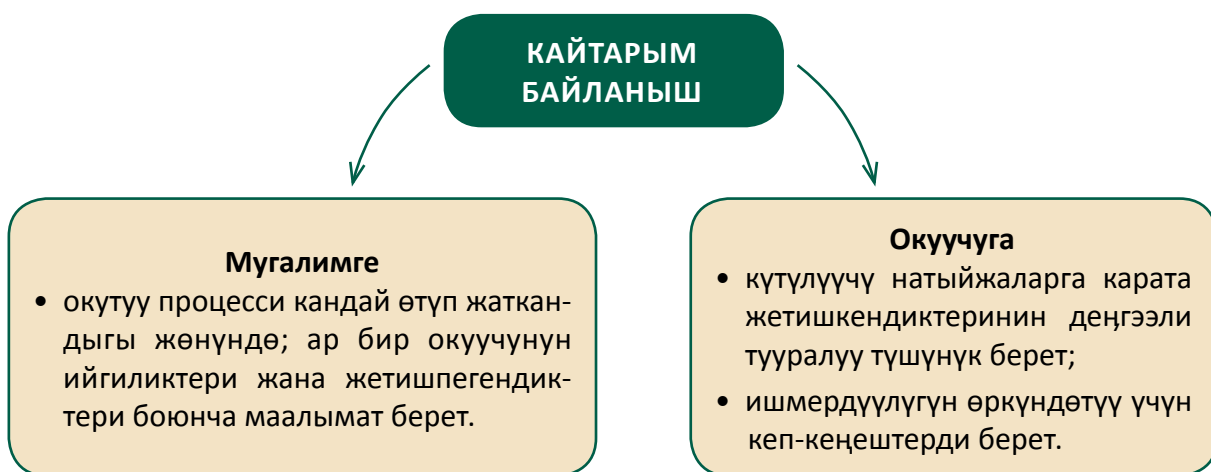 КАЙТАРЫМ
БАЙЛАНЫШ
Мугалимге
• окутуу процесси кандай өтүп жаткан-
дыгы жөнүндө; ар бир окуучунун
ийгиликтери жана жетишпегендик-
тери боюнча маалымат берет.
Окуучуга
• күтүлүүчү натыйжаларга карата
жетишкендиктеринин деңгээли
тууралуу түшүнүк берет;
• ишмердүүлүгүн өркүндөтүү үчүн
кеп-кеңештерди берет.